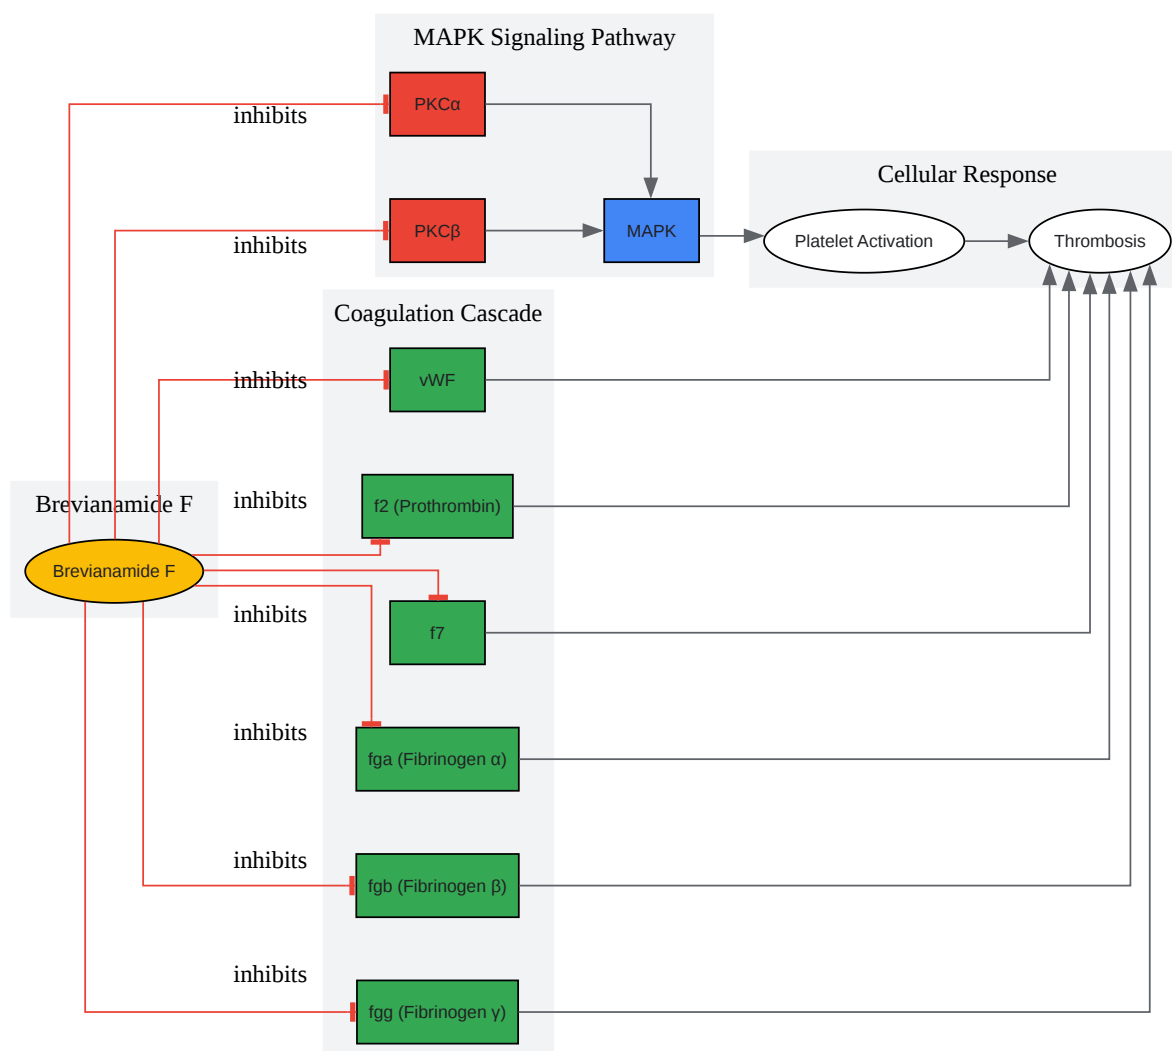 MAPK Signaling Pathway
PKCα
inhibits
Cellular Response
PKCβ
MAPK
Platelet Activation
Thrombosis
inhibits
Coagulation Cascade
vWF
inhibits
Brevianamide F
inhibits
f2 (Prothrombin)
Brevianamide F
inhibits
f7
inhibits
fga (Fibrinogen α)
inhibits
fgb (Fibrinogen β)
inhibits
fgg (Fibrinogen γ)